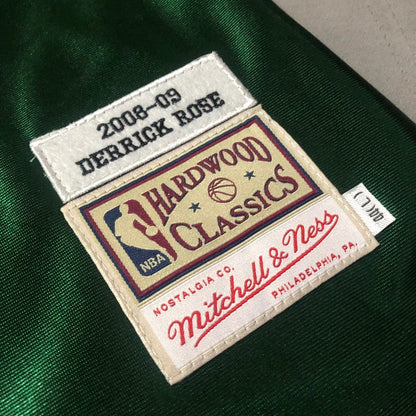 2008-09
DERRICK ROSE
HARDWOOD
CLASSICS
NBA
NOSTALGIA CO.
Mitchell & Ness
PHILADELPHIA, PA.